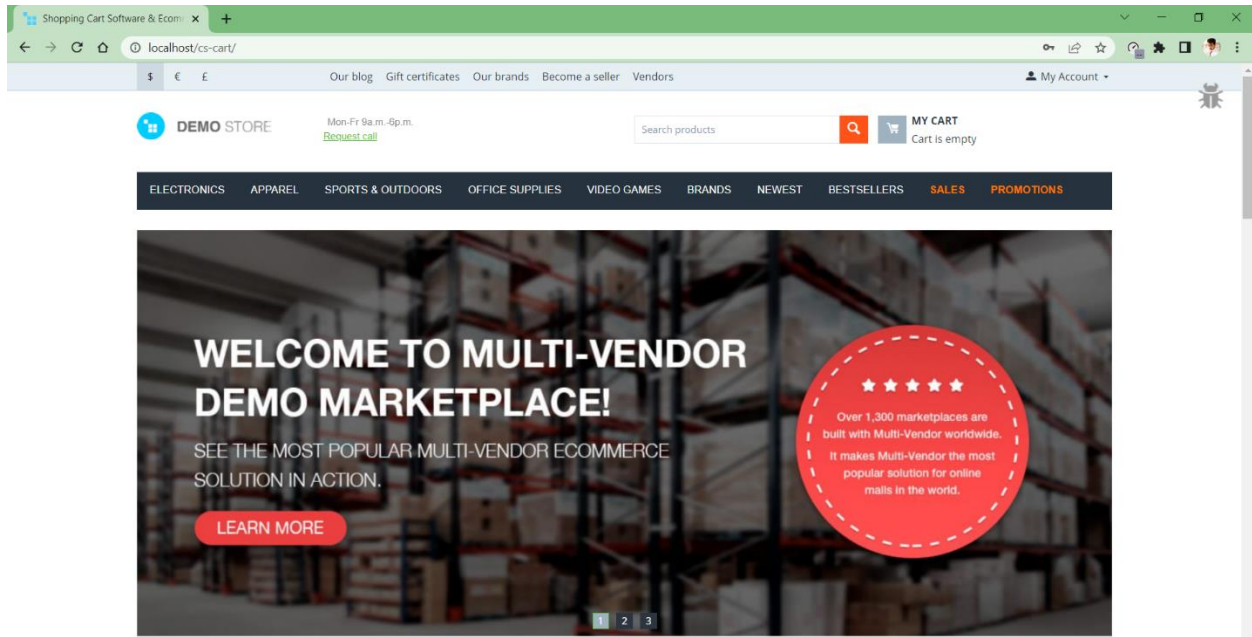 Shopping Cart Software & Ecom
localhost/cs-cart/
$ € £ Our blog Gift certificates Our brands Become a seller Vendors My Account
DEMO STORE
Mon-Fr 9a.m.-6p.m.
Request call
Search products
MY CART
Cart is empty
ELECTRONICS APPAREL SPORTS & OUTDOORS OFFICE SUPPLIES VIDEO GAMES BRANDS NEWEST BESTSELLERS SALES PROMOTIONS
WELCOME TO MULTI-VENDOR
DEMO MARKETPLACE!
SEE THE MOST POPULAR MULTI-VENDOR ECOMMERCE
SOLUTION IN ACTION.
LEARN MORE
Over 1,300 marketplaces are
built with Multi-Vendor worldwide.
It makes Multi-Vendor the most
popular solution for online
malls in the world.
1 2 3